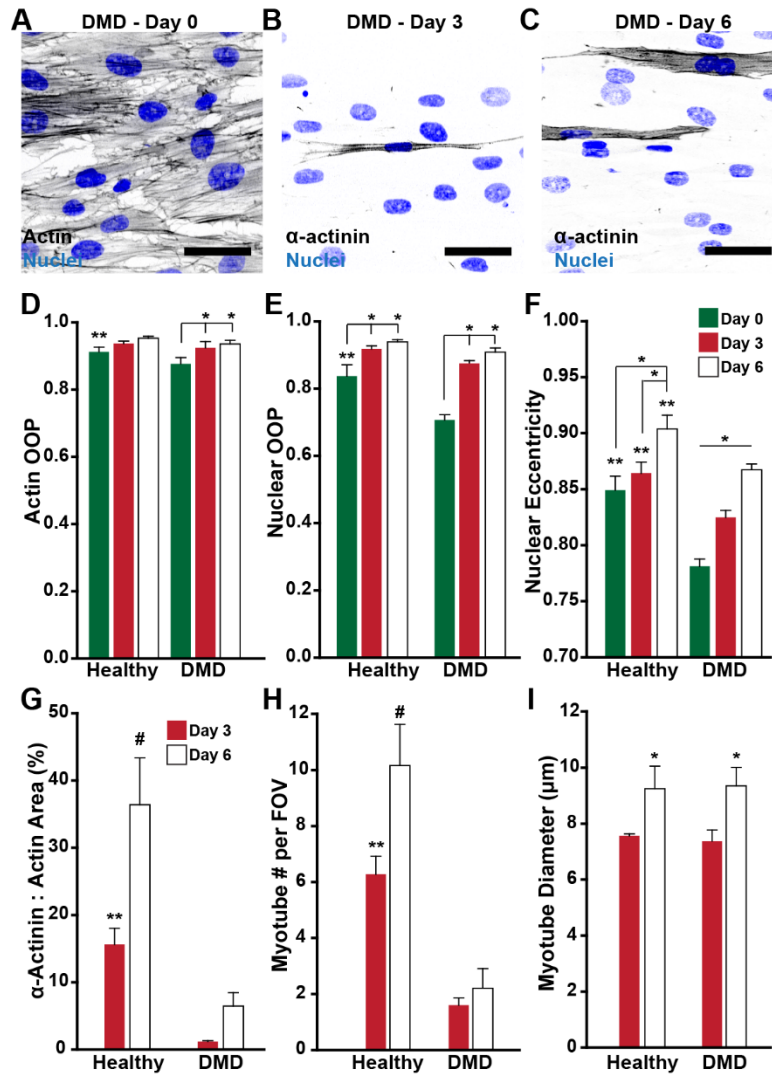 A DMD - Day 0
B DMD - Day 3
C DMD - Day 6
Actin
Nuclei
α-actinin
Nuclei
α-actinin
Nuclei
D
Actin OOP
1.0
0.8
0.6
0.4
0.2
0.0
**
* *
Healthy DMD
E
Nuclear OOP
1.0
0.8
0.6
0.4
0.2
0.0
* *
**
* *
Healthy DMD
F
Nuclear Eccentricity
1.00
0.95
0.90
0.85
0.80
0.75
0.70
Day 0
Day 3
Day 6
*
*
**
**
**
*
Healthy DMD
G
α-Actinin : Actin Area (%)
50
40
30
20
10
0
Day 3
Day 6
#
**
Healthy DMD
H
Myotube # per FOV
12
10
8
6
4
2
0
#
**
Healthy DMD
I
Myotube Diameter (μm)
12
10
8
6
4
2
0
* *
Healthy DMD